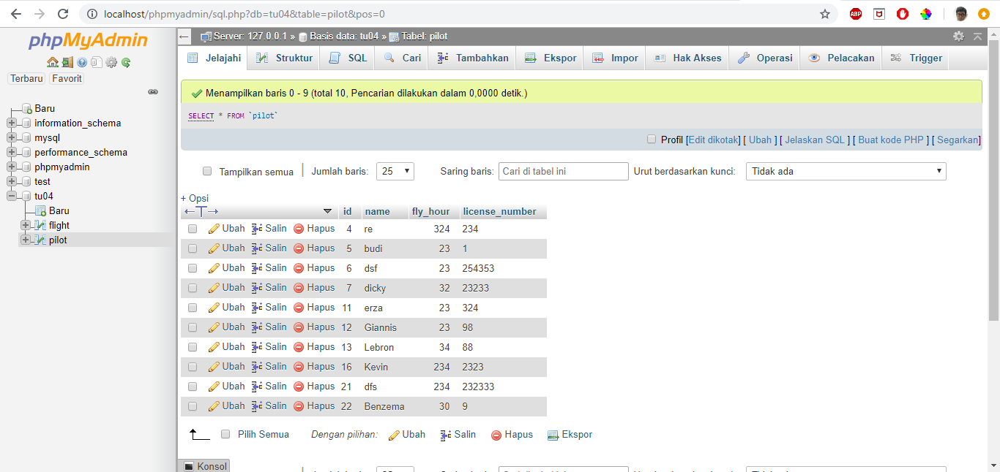 localhost/phpmyadmin/sql.php?db=tu04&table=pilot&pos=0
ABP
phpMyAdmin
Terbaru Favorit
Baru
information_schema
mysql
performance_schema
phpmyadmin
test
tu04
Baru
flight
pilot
Server: 127.0.0.1 » Basis data: tu04 » Tabel: pilot
Jelajahi Struktur SQL Cari Tambahkan Ekspor Impor Hak Akses Operasi Pelacakan Trigger
Menampilkan baris 0 - 9 (total 10, Pencarian dilakukan dalam 0,0000 detik.)
SELECT * FROM `pilot`
Profil [Edit dikotak] [ Ubah ] [ Jelaskan SQL ] [ Buat kode PHP ] [ Segarkan]
Tampilkan semua Jumlah baris: 25 Saring baris: Cari di tabel ini Urut berdasarkan kunci: Tidak ada
+ Opsi
←T→ id name fly_hour license_number
Ubah Salin Hapus 4 re 324 234
Ubah Salin Hapus 5 budi 23 1
Ubah Salin Hapus 6 dsf 23 254353
Ubah Salin Hapus 7 dicky 32 23233
Ubah Salin Hapus 11 erza 23 324
Ubah Salin Hapus 12 Giannis 23 98
Ubah Salin Hapus 13 Lebron 34 88
Ubah Salin Hapus 16 Kevin 234 2323
Ubah Salin Hapus 21 dfs 234 232333
Ubah Salin Hapus 22 Benzema 30 9
Pilih Semua Dengan pilihan: Ubah Salin Hapus Ekspor
Konsol